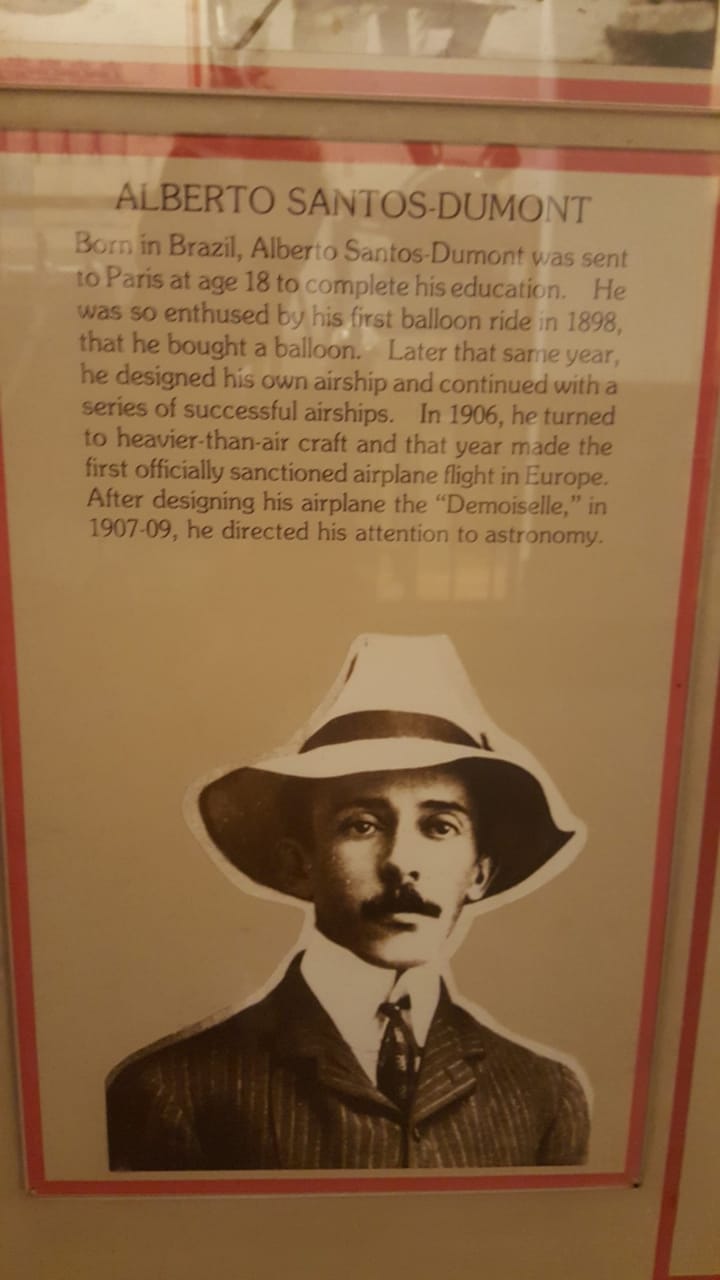 ALBERTO SANTOS-DUMONT
Born in Brazil, Alberto Santos-Dumont was sent
to Paris at age 18 to complete his education. He
was so enthused by his first balloon ride in 1898,
that he bought a balloon. Later that same year,
he designed his own airship and continued with a
series of successful airships. In 1906, he turned
to heavier-than-air craft and that year made the
first officially sanctioned airplane flight in Europe.
After designing his airplane the “Demoiselle,” in
1907-09, he directed his attention to astronomy.